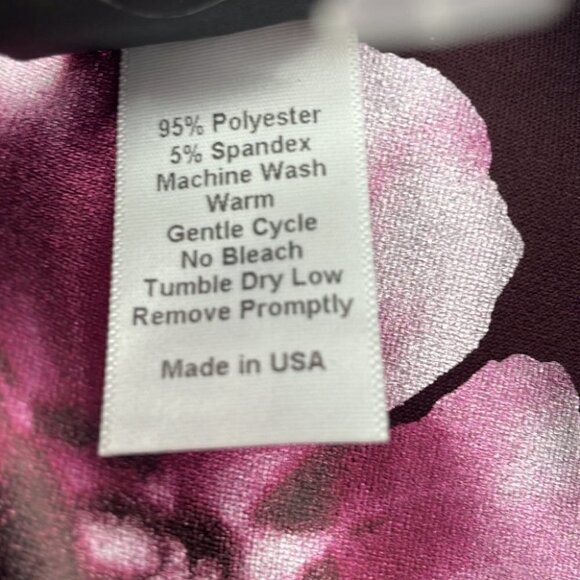 95% Polyester
5% Spandex
Machine Wash
Warm
Gentle Cycle
No Bleach
Tumble Dry Low
Remove Promptly
Made in USA